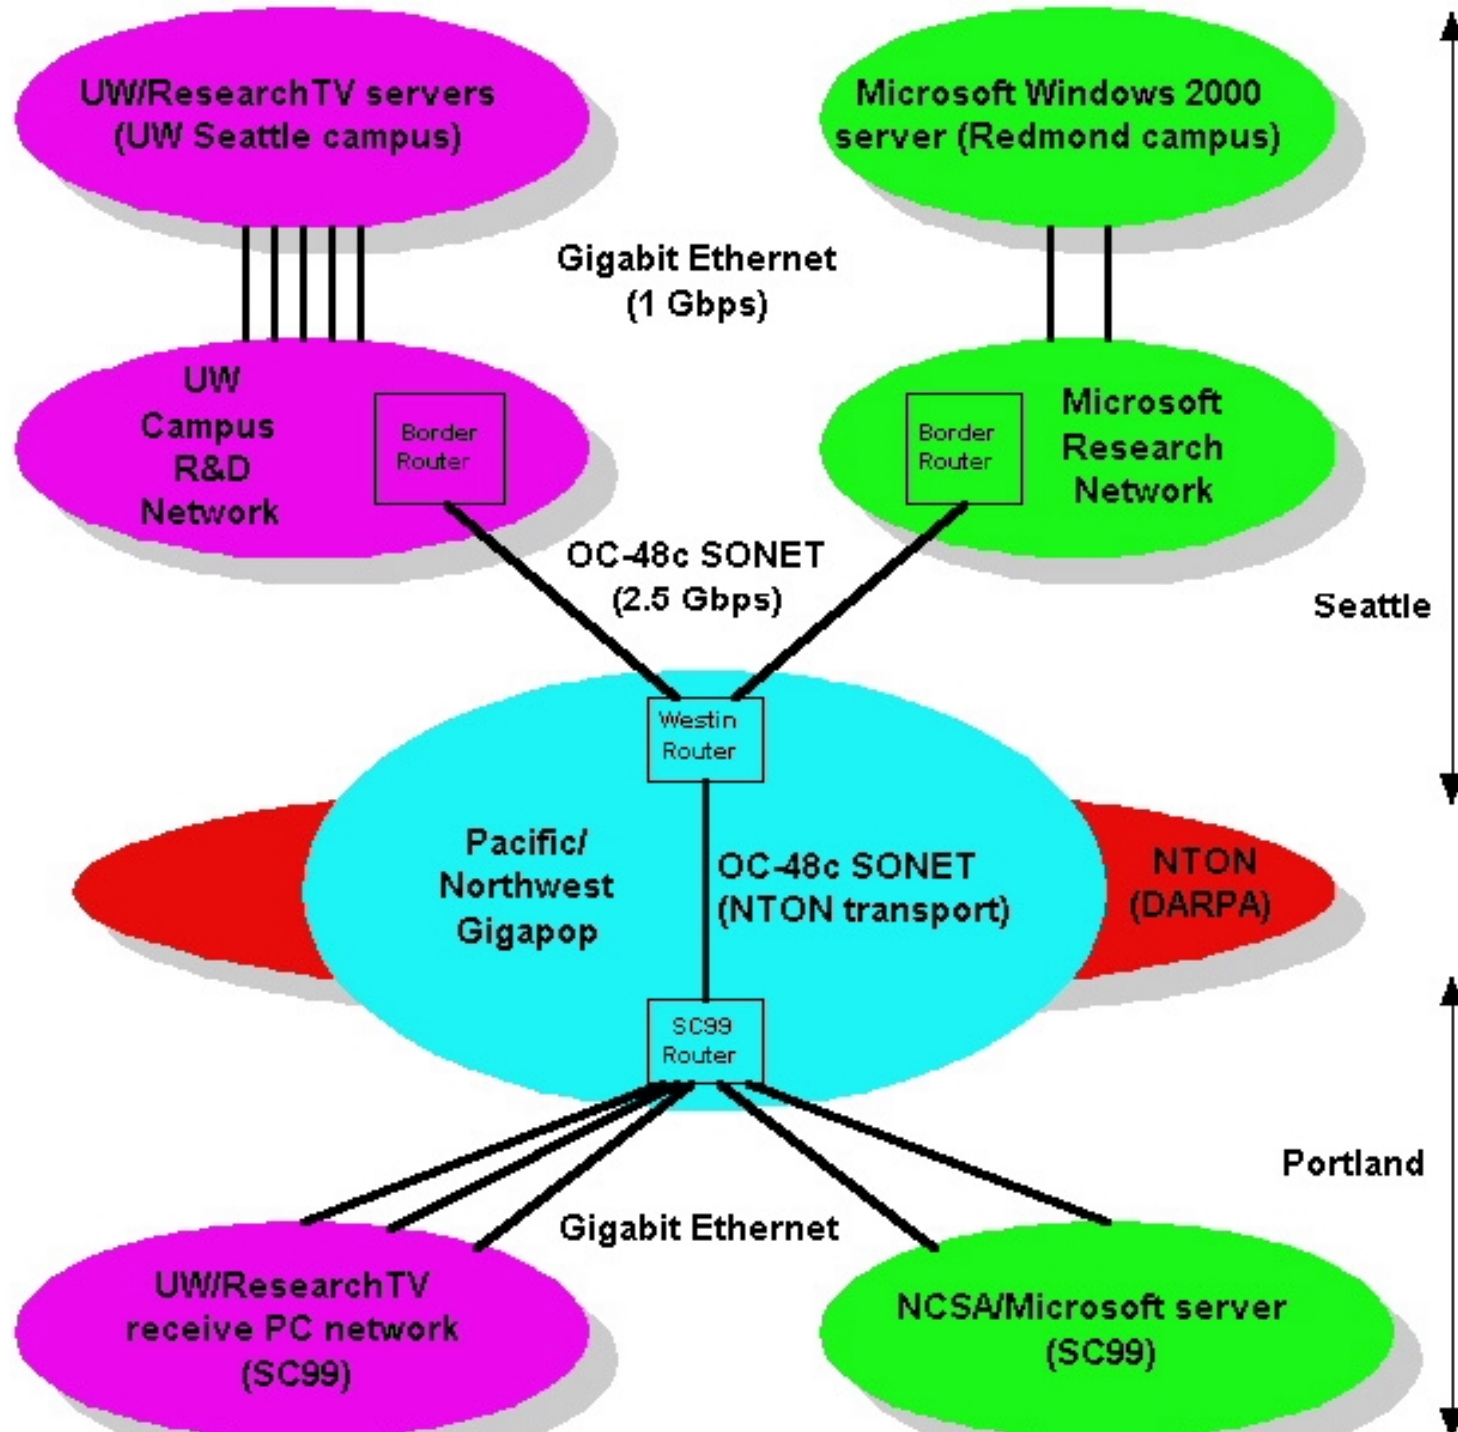 UW/ResearchTV servers
(UW Seattle campus)
Microsoft Windows 2000
server (Redmond campus)
Gigabit Ethernet
(1 Gbps)
UW
Campus
R&D
Network
Border
Router
Border
Router
Microsoft
Research
Network
OC-48c SONET
(2.5 Gbps)
Seattle
Westin
Router
Pacific/
Northwest
Gigapop
OC-48c SONET
(NTON transport)
NTON
(DARPA)
SC99
Router
Portland
Gigabit Ethernet
UW/ResearchTV
receive PC network
(SC99)
NCSA/Microsoft server
(SC99)